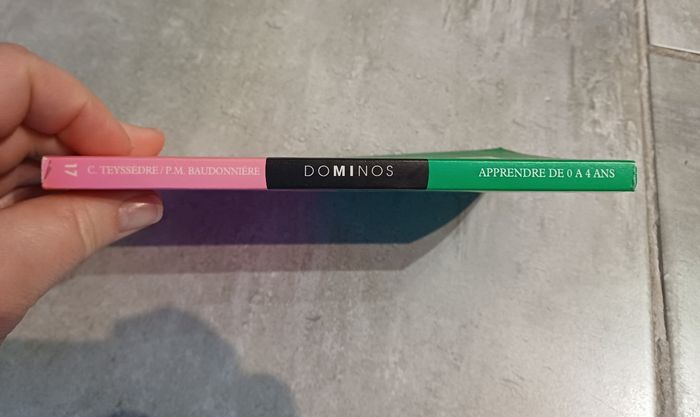 17
C. TEYSSÈDRE / P.M. BAUDONNIÈRE
DOMINOS
APPRENDRE DE 0 A 4 ANS